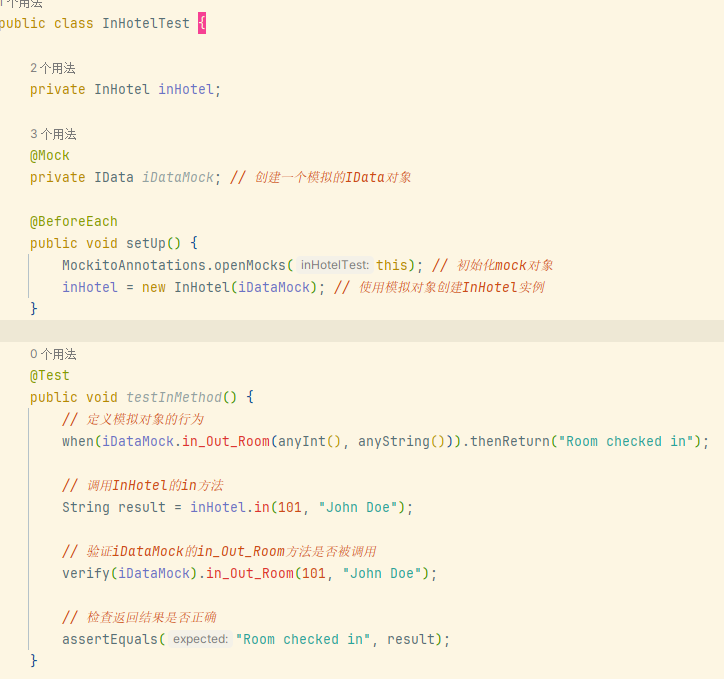 1 个用法
public class InHotelTest {
2 个用法
private InHotel inHotel;
3 个用法
@Mock
private IData iDataMock; // 创建一个模拟的IData对象
@BeforeEach
public void setUp() {
MockitoAnnotations.openMocks( inHotelTest: this); // 初始化mock对象
inHotel = new InHotel(iDataMock); // 使用模拟对象创建InHotel实例
}
0 个用法
@Test
public void testInMethod() {
// 定义模拟对象的行为
when(iDataMock.in_Out_Room(anyInt(), anyString())).thenReturn("Room checked in");
// 调用InHotel的in方法
String result = inHotel.in(101, "John Doe");
// 验证iDataMock的in_Out_Room方法是否被调用
verify(iDataMock).in_Out_Room(101, "John Doe");
// 检查返回结果是否正确
assertEquals( expected: "Room checked in", result);
}